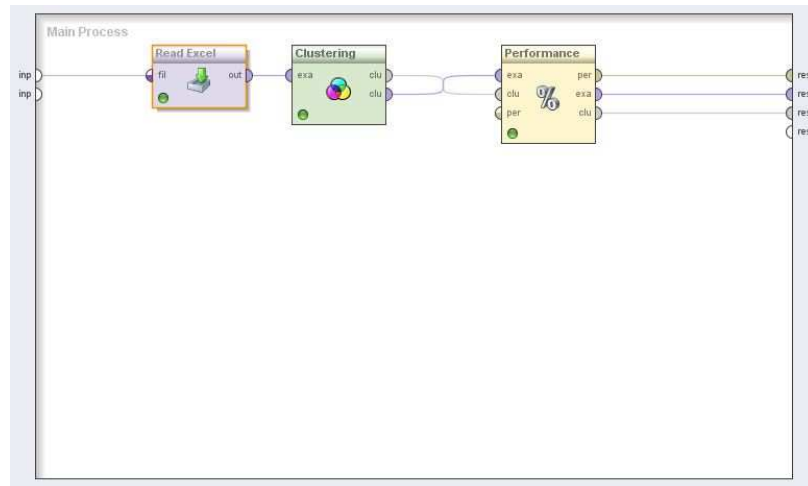 Main Process
Read Excel
Clustering
Performance
inp
fil
out
exa
clu
exa
per
res
inp
clu
clu
exa
res
per
clu
res
res